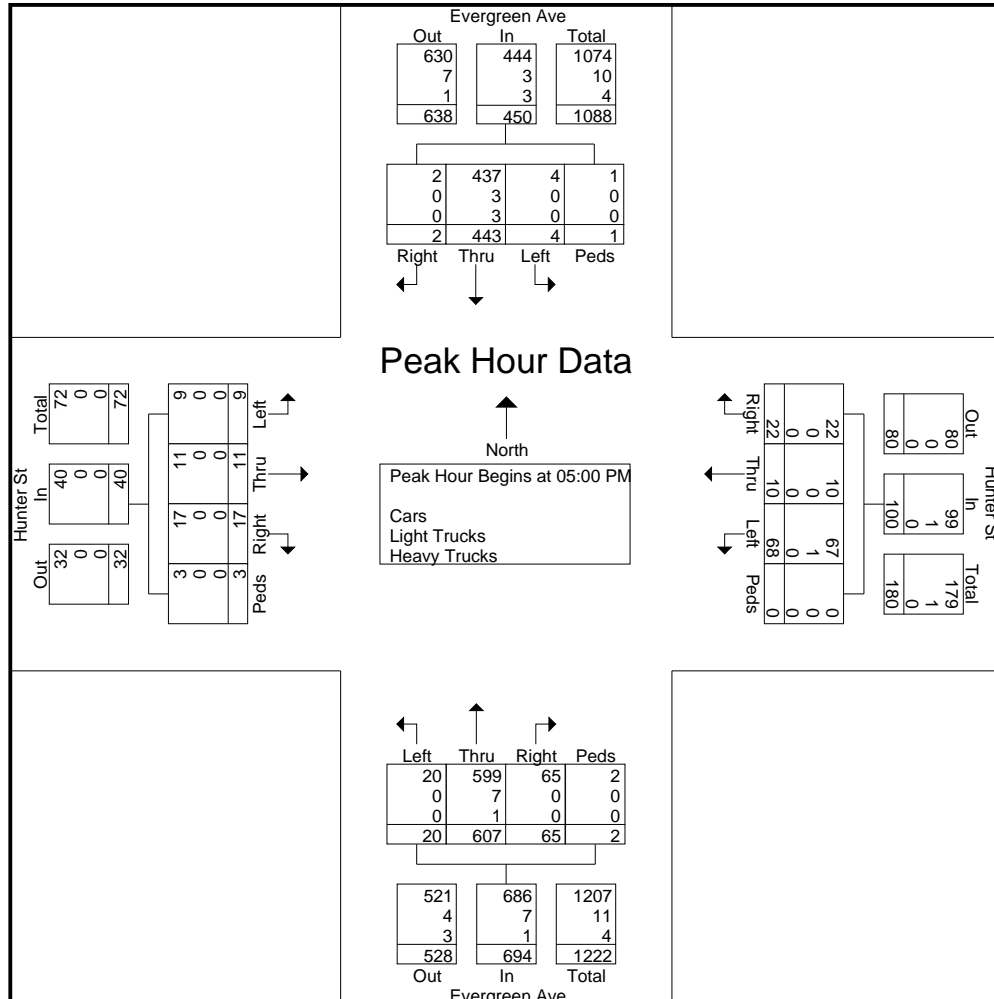 Evergreen Ave
Out In Total
630 444 1074
7 3 10
1 3 4
638 450 1088
2 437 4 1
0 3 0 0
0 3 0 0
2 443 4 1
Right Thru Left Peds
Peak Hour Data
North
Peak Hour Begins at 05:00 PM
Cars
Light Trucks
Heavy Trucks
Hunter St
Total
72 0 0 72
In
40 0 0 40
Out
32 0 0 32
9 0 0 9
Left
11 0 0 11
Thru
17 0 0 17
Right
3 0 0 3
Peds
Right
22 0 0 22
Thru
10 0 0 10
Left
67 1 0 68
Peds
0 0 0 0
Out
80 0 0 80
In
99 1 0 100
Total
179 1 0 180
Hunter St
Left Thru Right Peds
20 599 65 2
0 7 0 0
0 1 0 0
20 607 65 2
521 686 1207
4 7 11
3 1 4
528 694 1222
Out In Total
Evergreen Ave